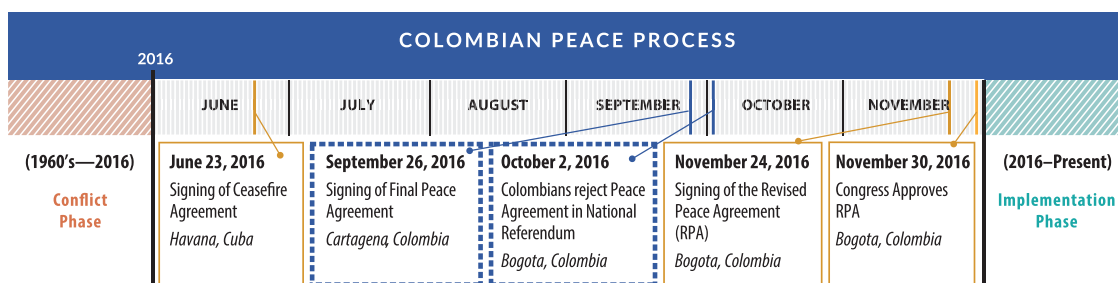 COLOMBIAN PEACE PROCESS
2016
JUNE
JULY
AUGUST
SEPTEMBER
OCTOBER
NOVEMBER
(1960's—2016)
Conflict
Phase
June 23, 2016
Signing of Ceasefire
Agreement
Havana, Cuba
September 26, 2016
Signing of Final Peace
Agreement
Cartagena, Colombia
October 2, 2016
Colombians reject Peace
Agreement in National
Referendum
Bogota, Colombia
November 24, 2016
Signing of the Revised
Peace Agreement
(RPA)
Bogota, Colombia
November 30, 2016
Congress Approves
RPA
Bogota, Colombia
(2016–Present)
Implementation
Phase